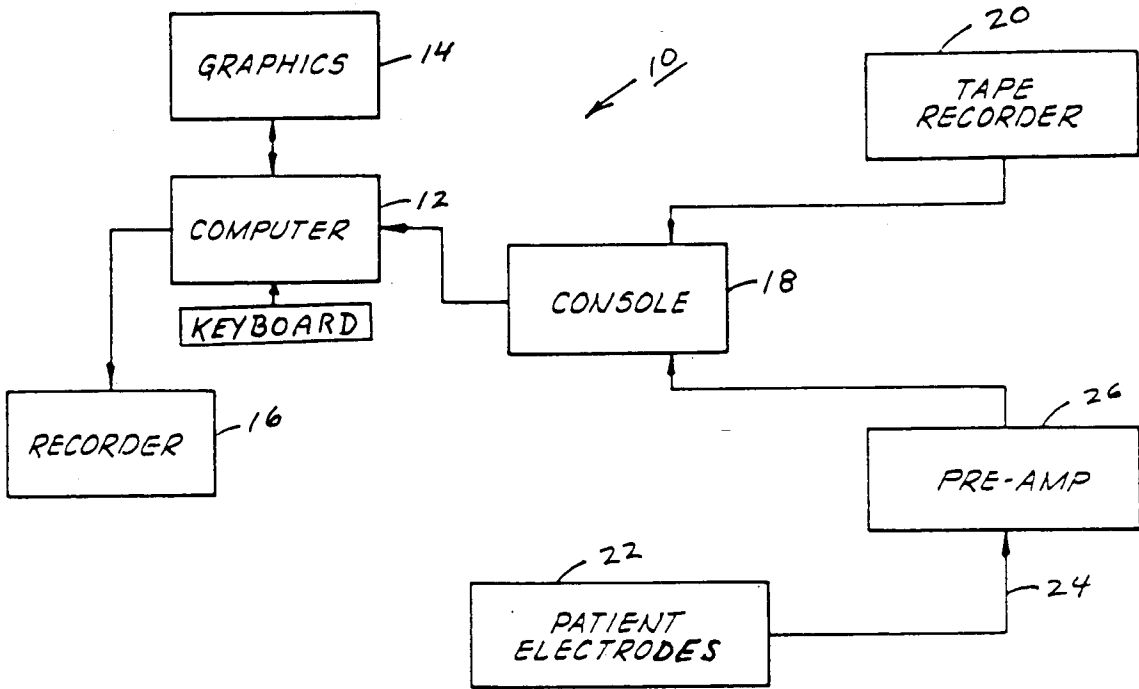 GRAPHICS
14
10
20
TAPE
RECORDER
COMPUTER
12
KEYBOARD
CONSOLE
18
RECORDER
16
26
PRE-AMP
22
24
PATIENT
ELECTRODES